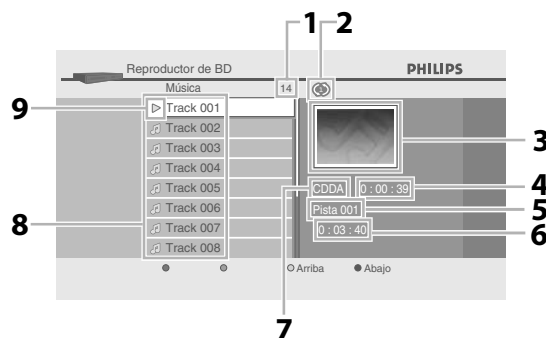 1 2
Reproductor de BD PHILIPS
Música 14
9 Track 001
Track 002
Track 003 3
Track 004
Track 005 CDDA 0 : 00 : 39 4
Track 006 Pista 001 5
8 Track 007 0 : 03 : 40 6
Track 008
Arriba Abajo
7